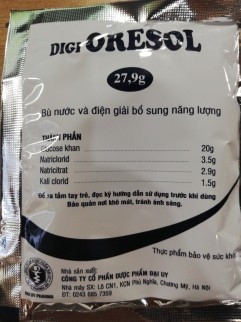 DIGI ORESOL
27,9g
Bù nước và điện giải bổ sung năng lượng
THÀNH PHẦN
Glucose khan 20g
Natriclorid 3.5g
Natricitrat 2.9g
Kali clorid 1.5g
Để xa tầm tay trẻ, đọc kỹ hướng dẫn sử dụng trước khi dùng
Bảo quản nơi khô mát, tránh ánh sáng.
Thực phẩm bảo vệ sức khỏ
Nhà sản xuất:
CÔNG TY CỔ PHẦN DƯỢC PHẨM ĐẠI UY
Nhà máy SX: Lô CN1, KCN Phú Nghĩa, Chương Mỹ, Hà Nội
ĐT: 0243 685 7359